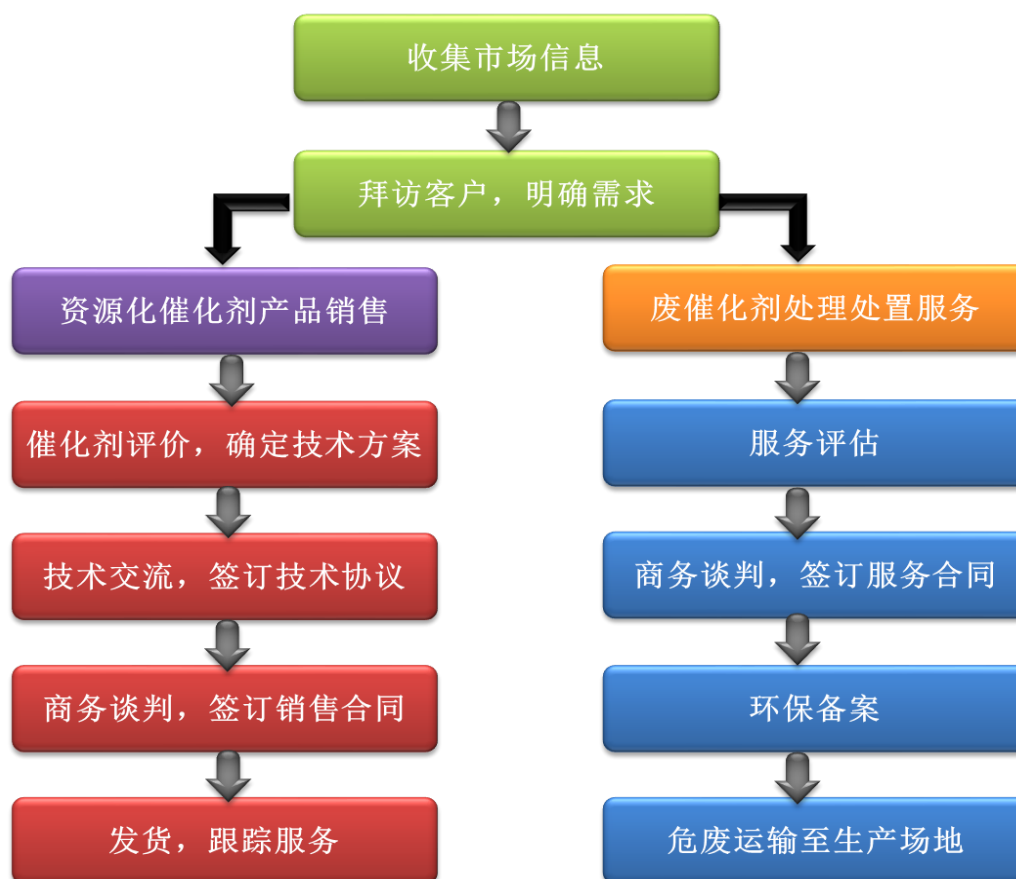 收集市场信息
拜访客户，明确需求
资源化催化剂产品销售
催化剂评价，确定技术方案
技术交流，签订技术协议
商务谈判，签订销售合同
发货，跟踪服务
废催化剂处理处置服务
服务评估
商务谈判，签订服务合同
环保备案
危废运输至生产场地